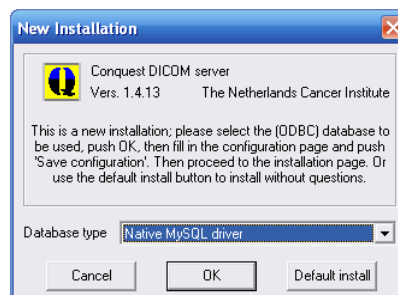 New Installation
Conquest DICOM server
Vers. 1.4.13 The Netherlands Cancer Institute
This is a new installation; please select the (ODBC) database to
be used, push OK, then fill in the configuration page and push
'Save configuration'. Then proceed to the installation page. Or
use the default install button to install without questions.
Database type Native MySQL driver
Cancel OK Default install